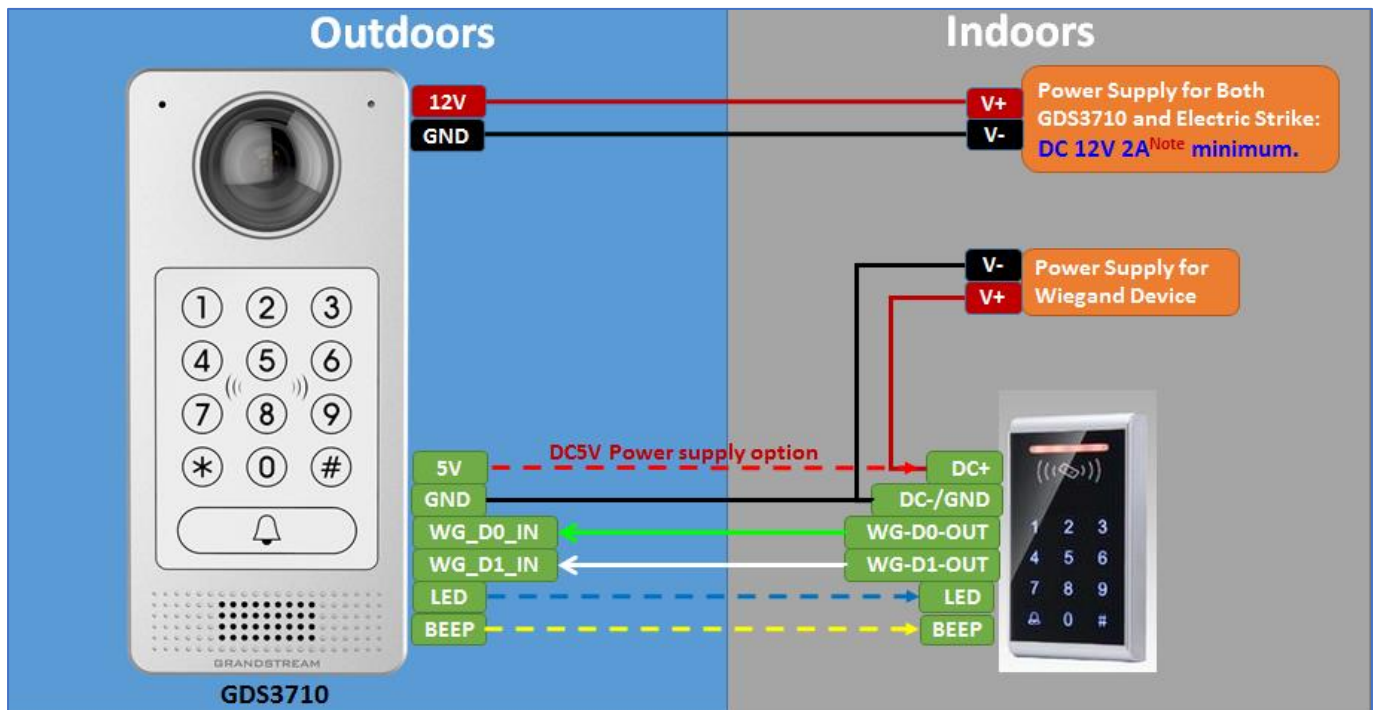 Outdoors
Indoors
12V
GND
V+
V-
Power Supply for Both
GDS3710 and Electric Strike:
DC 12V 2A Note minimum.
V-
V+
Power Supply for
Wiegand Device
1 2 3
4 5 6
7 8 9
* 0 #
GRANDSTREAM
GDS3710
5V
DC5V Power supply option
DC+
GND
DC-/GND
WG_D0_IN
WG-D0-OUT
WG_D1_IN
WG-D1-OUT
LED
LED
BEEP
BEEP
1 2 3
4 5 6
7 8 9
0 #